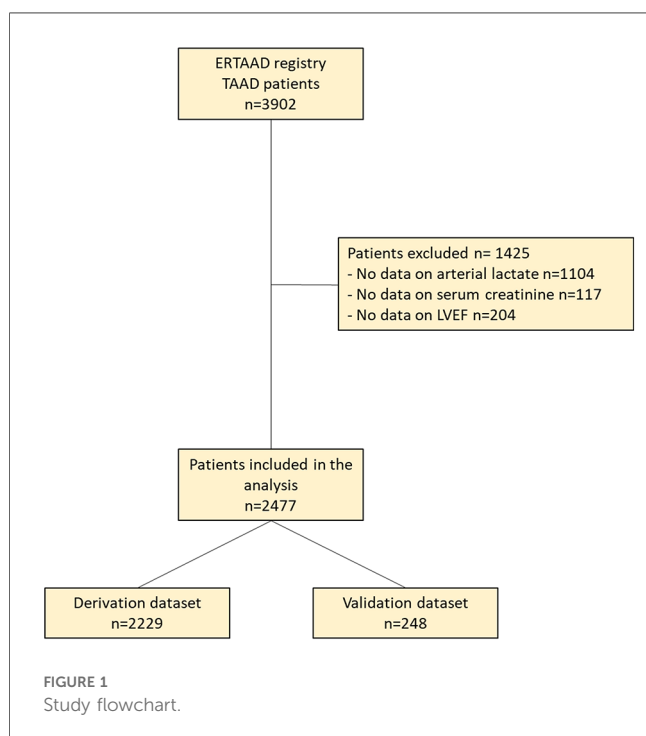 ERTAAD registry
TAAD patients
n=3902
Patients excluded n= 1425
- No data on arterial lactate n=1104
- No data on serum creatinine n=117
- No data on LVEF n=204
Patients included in the
analysis
n=2477
Derivation dataset
n=2229
Validation dataset
n=248
FIGURE 1
Study flowchart.